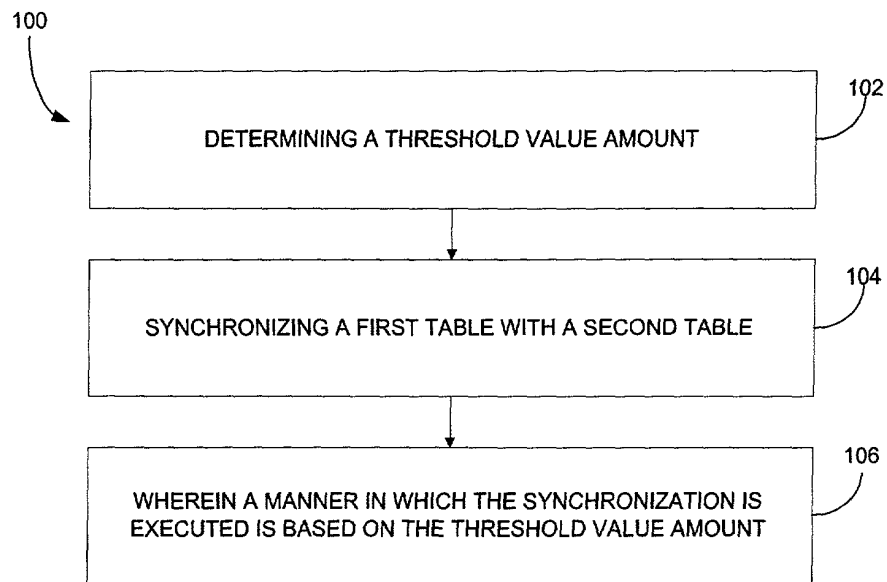 100
102
DETERMINING A THRESHOLD VALUE AMOUNT
104
SYNCHRONIZING A FIRST TABLE WITH A SECOND TABLE
106
WHEREIN A MANNER IN WHICH THE SYNCHRONIZATION IS
EXECUTED IS BASED ON THE THRESHOLD VALUE AMOUNT